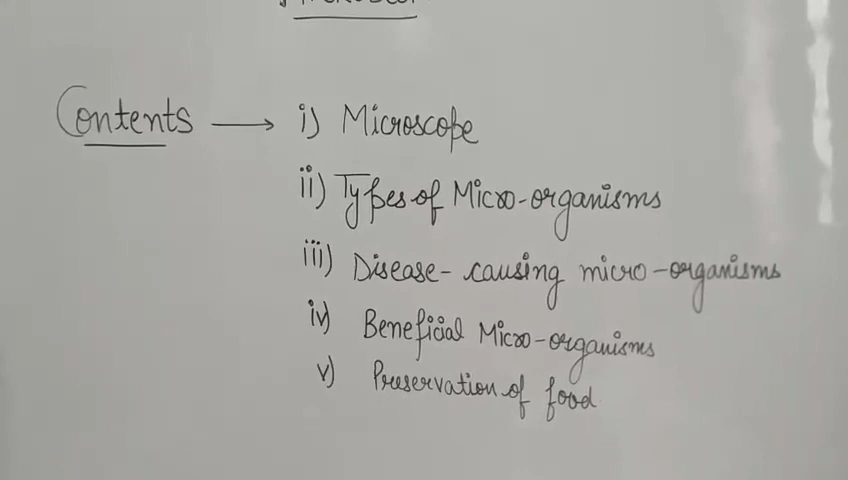 Contents → i) Microscope
ii) Types of Micro-organisms
iii) Disease-causing micro-organisms
iv) Beneficial Micro-organisms
v) Preservation of food